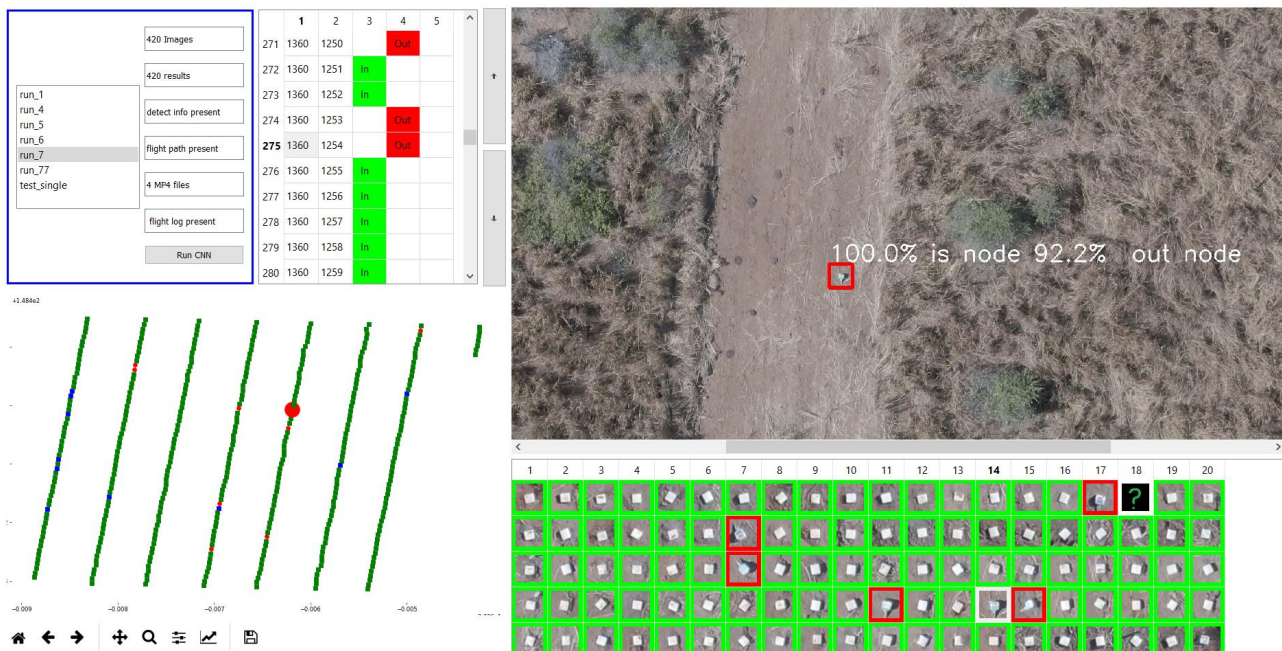 420 Images
420 results
detect info present
flight path present
4 MP4 files
flight log present
Run CNN
run_1
run_4
run_5
run_6
run_7
run_77
test_single
1 2 3 4 5
271 1360 1250 Out
272 1360 1251 In
273 1360 1252 In
274 1360 1253 Out
275 1360 1254 Out
276 1360 1255 In
277 1360 1256 In
278 1360 1257 In
279 1360 1258 In
280 1360 1259 In
100.0% is node 92.2% out node
+1.484e2
−0.009 −0.008 −0.007 −0.006 −0.005
1 2 3 4 5 6 7 8 9 10 11 12 13 14 15 16 17 18 19 20
?